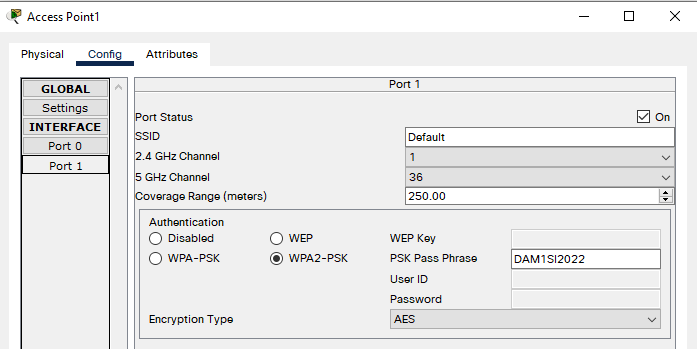 Access Point1
Physical Config Attributes
GLOBAL
Settings
INTERFACE
Port 0
Port 1
Port 1
Port Status On
SSID Default
2.4 GHz Channel 1
5 GHz Channel 36
Coverage Range (meters) 250.00
Authentication
Disabled WEP WEP Key
WPA-PSK WPA2-PSK PSK Pass Phrase DAM1SI2022
User ID
Password
Encryption Type AES